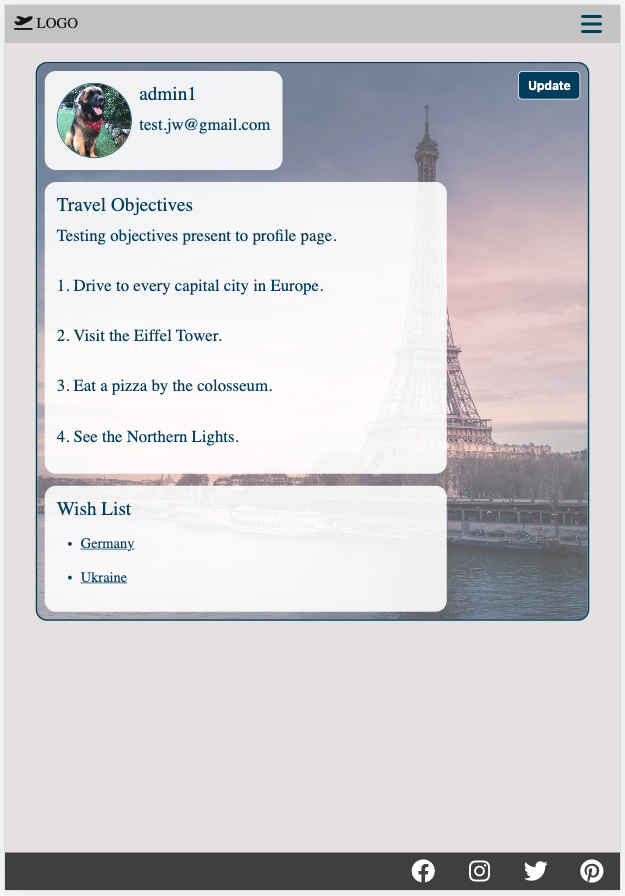 LOGO
Update
admin1
test.jw@gmail.com
Travel Objectives
Testing objectives present to profile page.
1. Drive to every capital city in Europe.
2. Visit the Eiffel Tower.
3. Eat a pizza by the colosseum.
4. See the Northern Lights.
Wish List
• Germany
• Ukraine